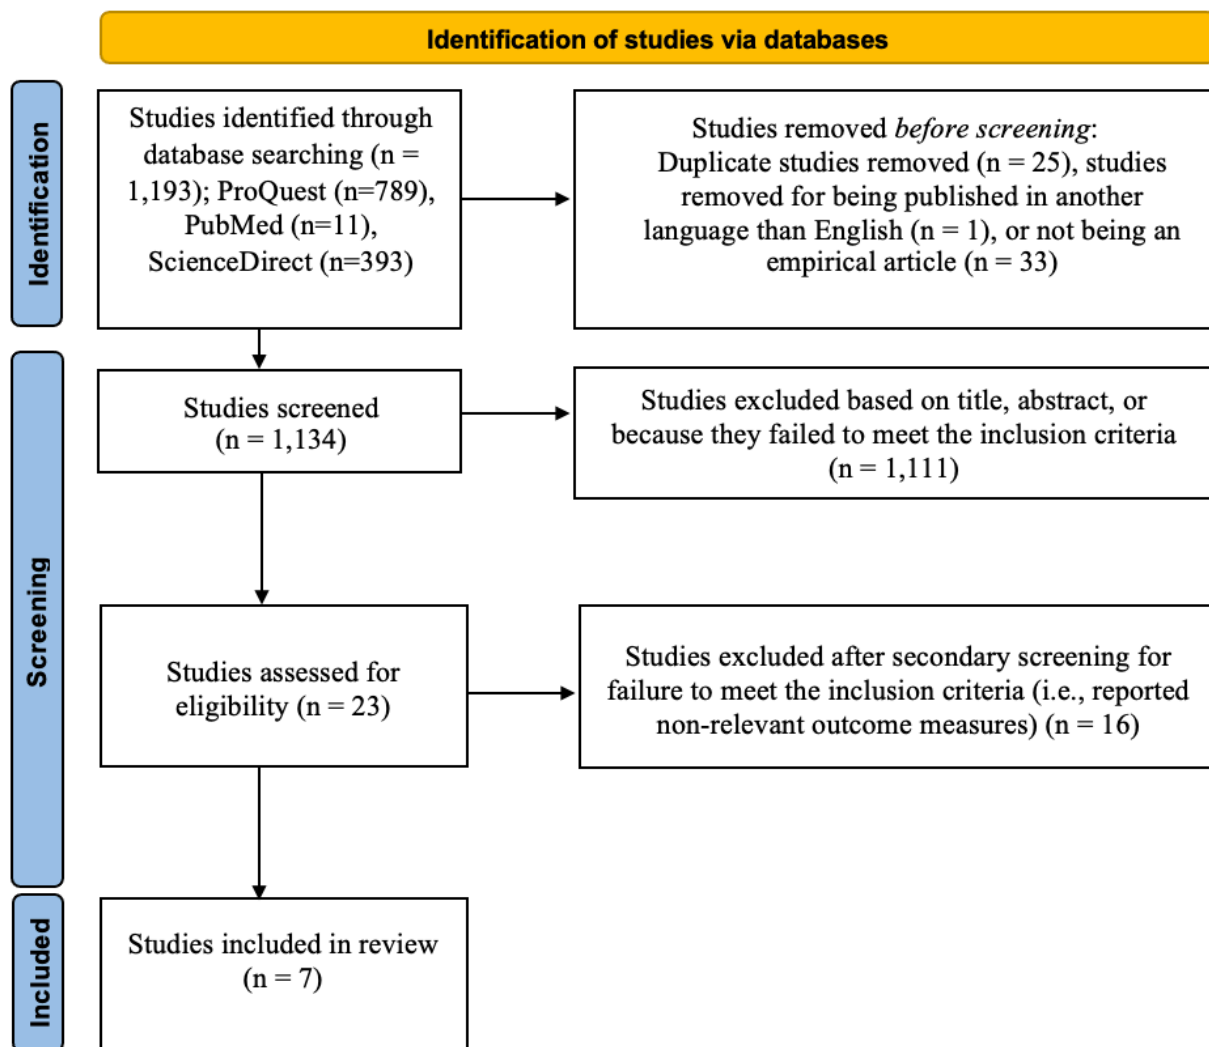 Identification of studies via databases
Identification
Studies identified through
database searching (n =
1,193); ProQuest (n=789),
PubMed (n=11),
ScienceDirect (n=393)
Studies removed before screening:
Duplicate studies removed (n = 25), studies
removed for being published in another
language than English (n = 1), or not being an
empirical article (n = 33)
Screening
Studies screened
(n = 1,134)
Studies excluded based on title, abstract, or
because they failed to meet the inclusion criteria
(n = 1,111)
Studies assessed for
eligibility (n = 23)
Studies excluded after secondary screening for
failure to meet the inclusion criteria (i.e., reported
non-relevant outcome measures) (n = 16)
Included
Studies included in review
(n = 7)